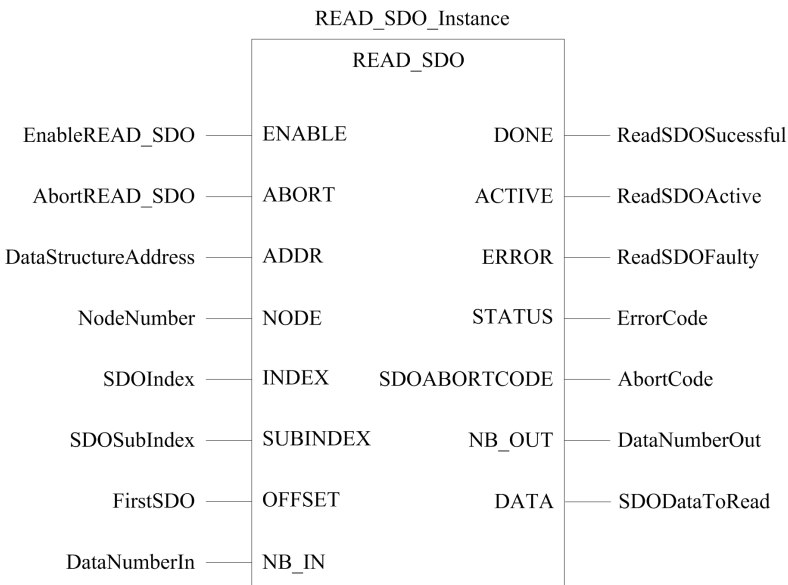 READ_SDO_Instance
READ_SDO
EnableREAD_SDO ENABLE DONE ReadSDOSucessful
AbortREAD_SDO ABORT ACTIVE ReadSDOActive
DataStructureAddress ADDR ERROR ReadSDOFaulty
NodeNumber NODE STATUS ErrorCode
SDOIndex INDEX SDOABORTCODE AbortCode
SDOSubIndex SUBINDEX NB_OUT DataNumberOut
FirstSDO OFFSET DATA SDODataToRead
DataNumberIn NB_IN